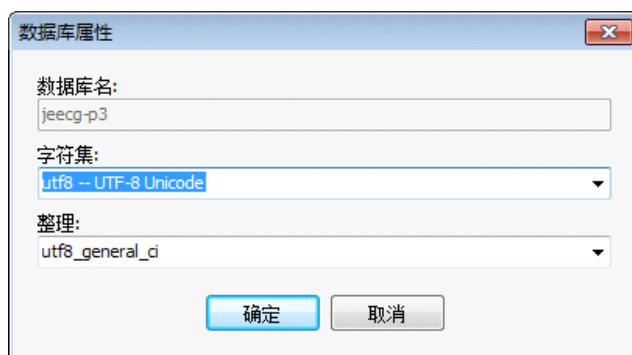 数据库属性
数据库名:
jeecg-p3
字符集:
utf8 -- UTF-8 Unicode
整理:
utf8_general_ci
确定
取消